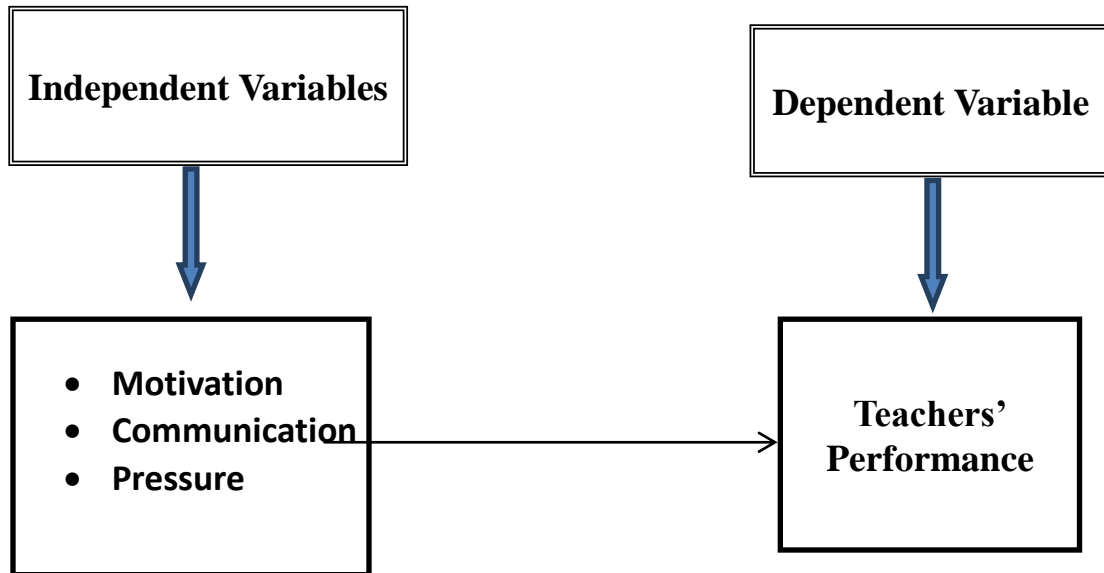 Independent Variables
Dependent Variable
• Motivation
• Communication
• Pressure
Teachers’
Performance